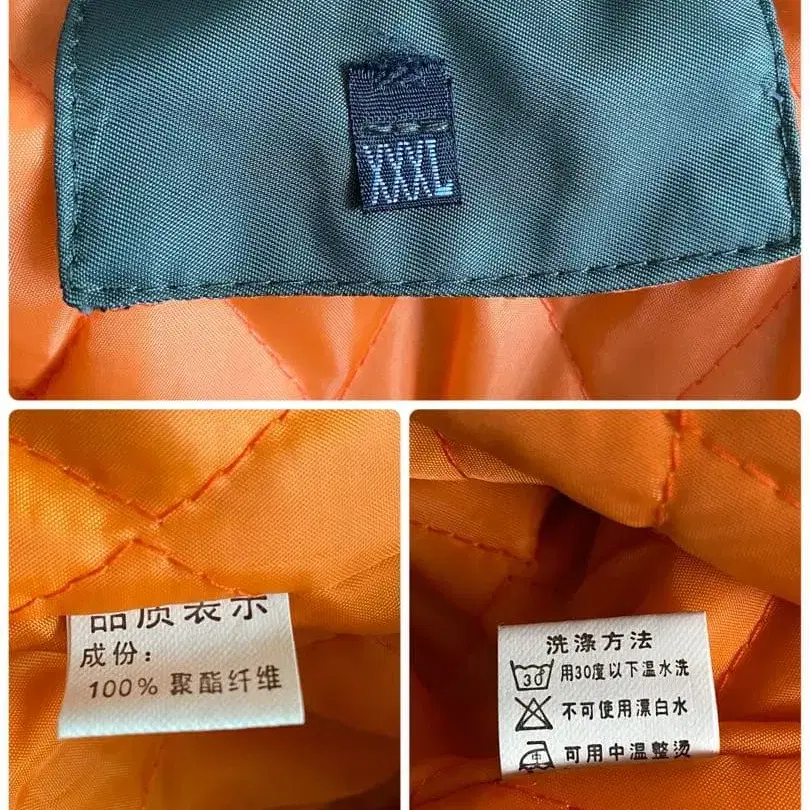 XXXL
品质表示
成份：
100% 聚酯纤维
洗涤方法
30 用30度以下温水洗
不可使用漂白水
中 可用中温整烫